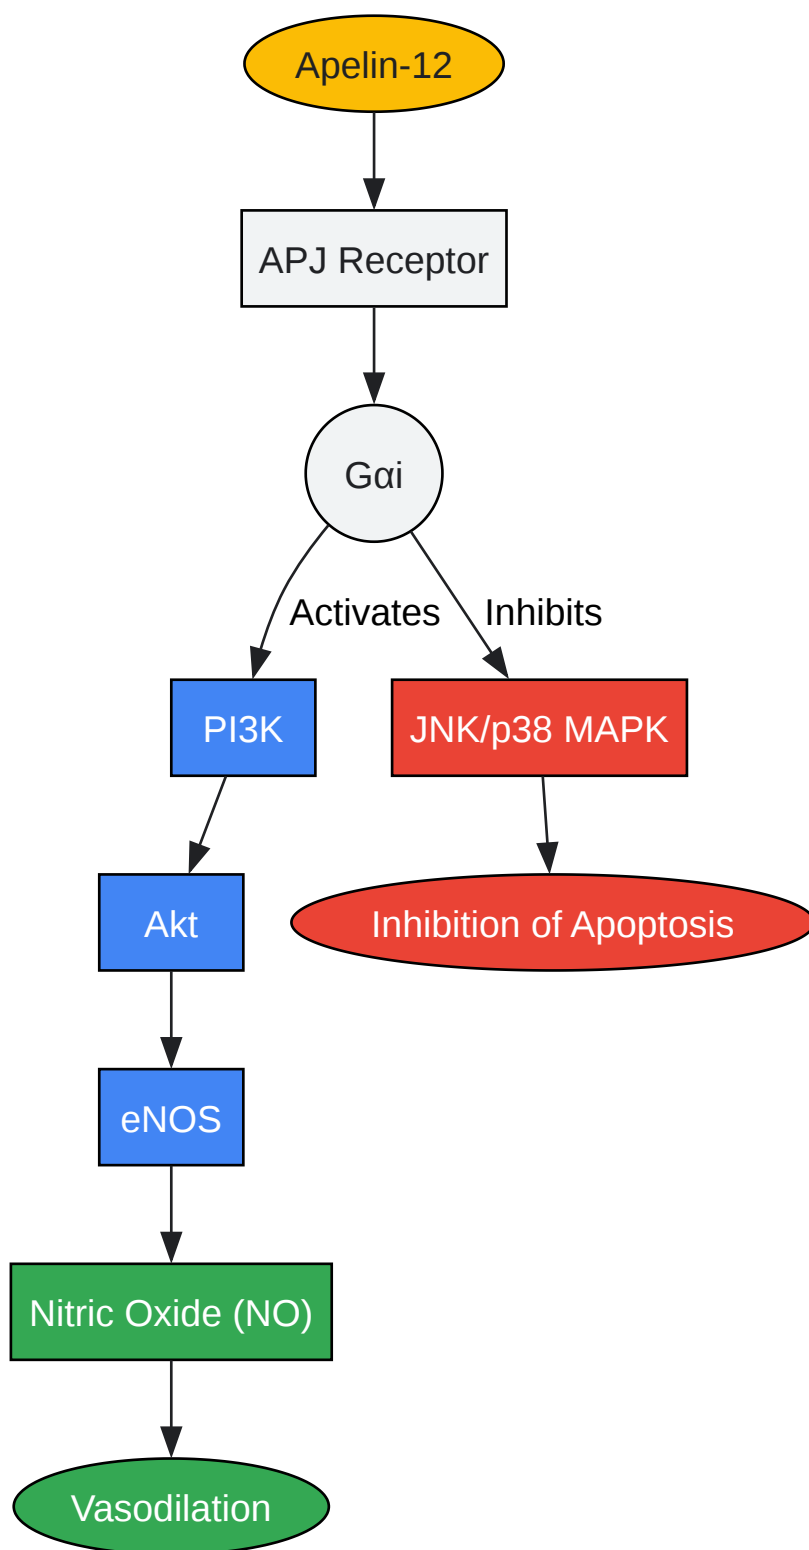 Apelin-12
APJ Receptor
Gαi
Activates
Inhibits
PI3K
JNK/p38 MAPK
Akt
Inhibition of Apoptosis
eNOS
Nitric Oxide (NO)
Vasodilation